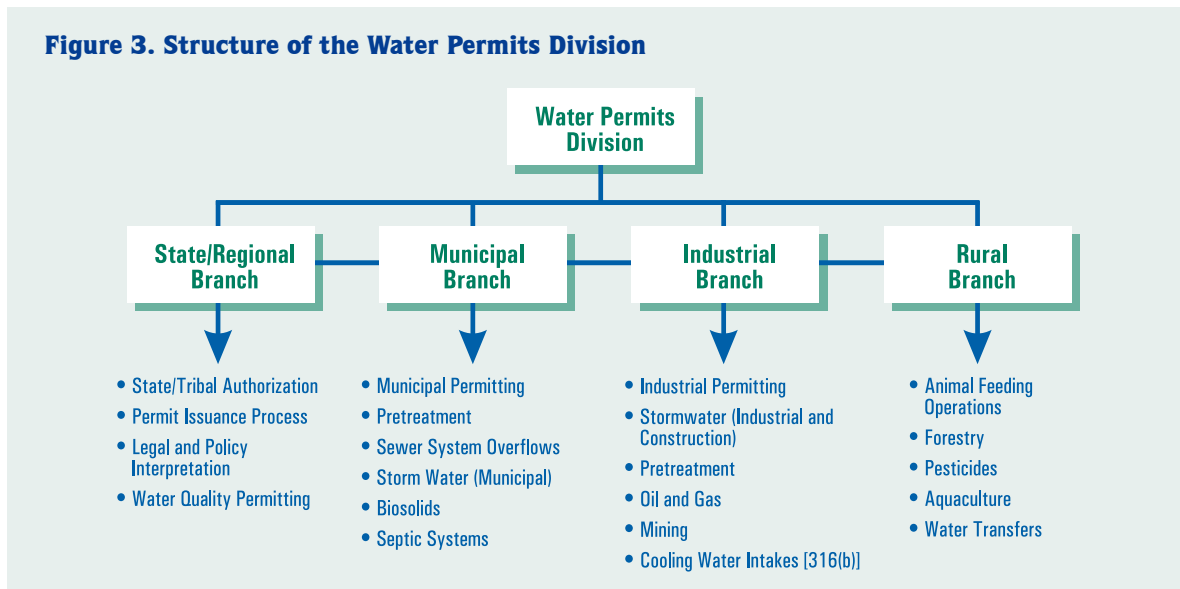 Figure 3. Structure of the Water Permits Division
Water Permits
Division
State/Regional
Branch
Municipal
Branch
Industrial
Branch
Rural
Branch
• State/Tribal Authorization
• Permit Issuance Process
• Legal and Policy
Interpretation
• Water Quality Permitting
• Municipal Permitting
• Pretreatment
• Sewer System Overflows
• Storm Water (Municipal)
• Biosolids
• Septic Systems
• Industrial Permitting
• Stormwater (Industrial and
Construction)
• Pretreatment
• Oil and Gas
• Mining
• Cooling Water Intakes [316(b)]
• Animal Feeding
Operations
• Forestry
• Pesticides
• Aquaculture
• Water Transfers